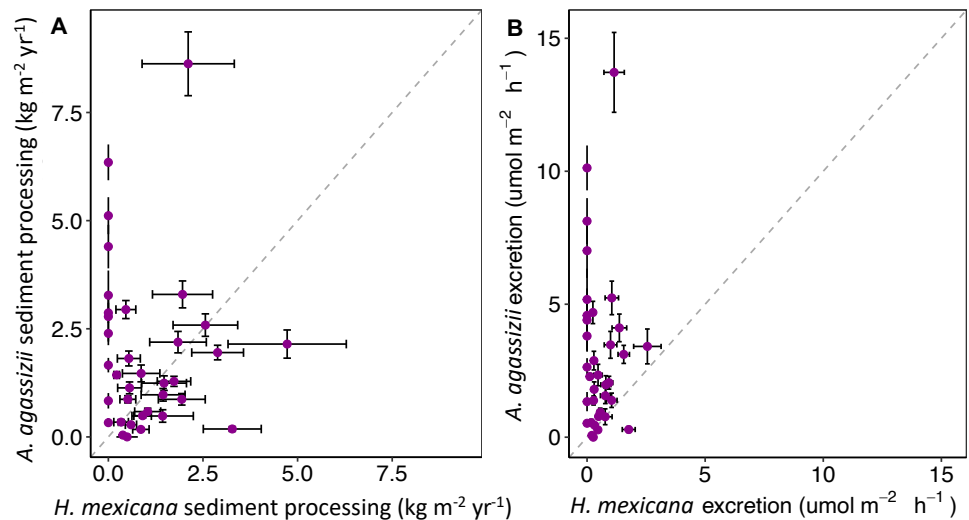 A
B
A. agassizii sediment processing (kg m⁻² yr⁻¹)
7.5
5.0
2.5
0.0
0.0 2.5 5.0 7.5
H. mexicana sediment processing (kg m⁻² yr⁻¹)
A. agassizii excretion (umol m⁻² h⁻¹)
15
10
5
0
0 5 10 15
H. mexicana excretion (umol m⁻² h⁻¹)